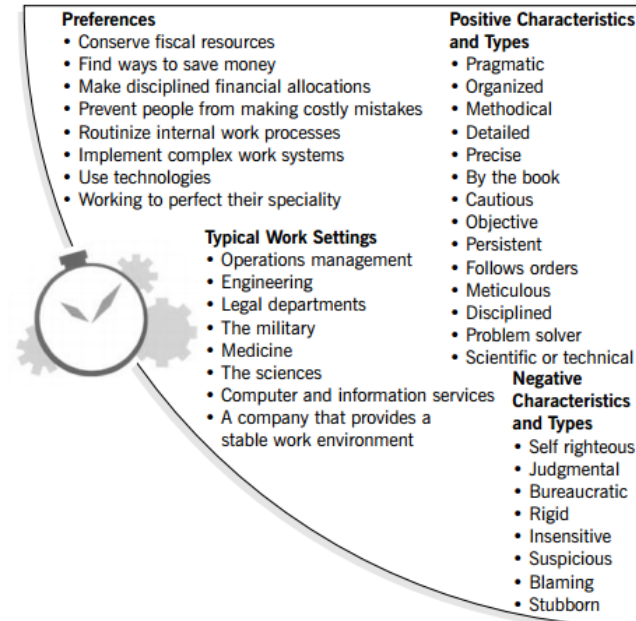 Preferences
• Conserve fiscal resources
• Find ways to save money
• Make disciplined financial allocations
• Prevent people from making costly mistakes
• Routinize internal work processes
• Implement complex work systems
• Use technologies
• Working to perfect their speciality
Typical Work Settings
• Operations management
• Engineering
• Legal departments
• The military
• Medicine
• The sciences
• Computer and information services
• A company that provides a
stable work environment
Positive Characteristics
and Types
• Pragmatic
• Organized
• Methodical
• Detailed
• Precise
• By the book
• Cautious
• Objective
• Persistent
• Follows orders
• Meticulous
• Disciplined
• Problem solver
• Scientific or technical
Negative
Characteristics
and Types
• Self righteous
• Judgmental
• Bureaucratic
• Rigid
• Insensitive
• Suspicious
• Blaming
• Stubborn